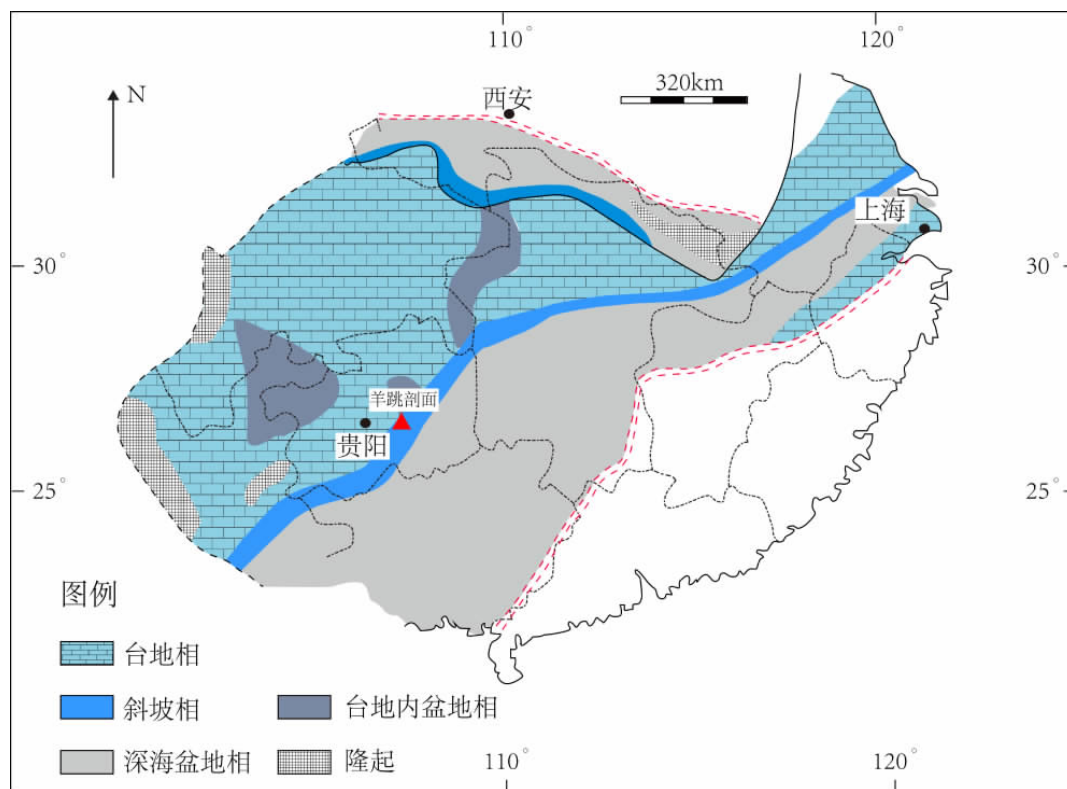 110°
120°
N
320km
西安
上海
30°
30°
羊跳剖面
贵阳
25°
25°
图例
台地相
斜坡相
台地内盆地相
深海盆地相
隆起
110°
120°